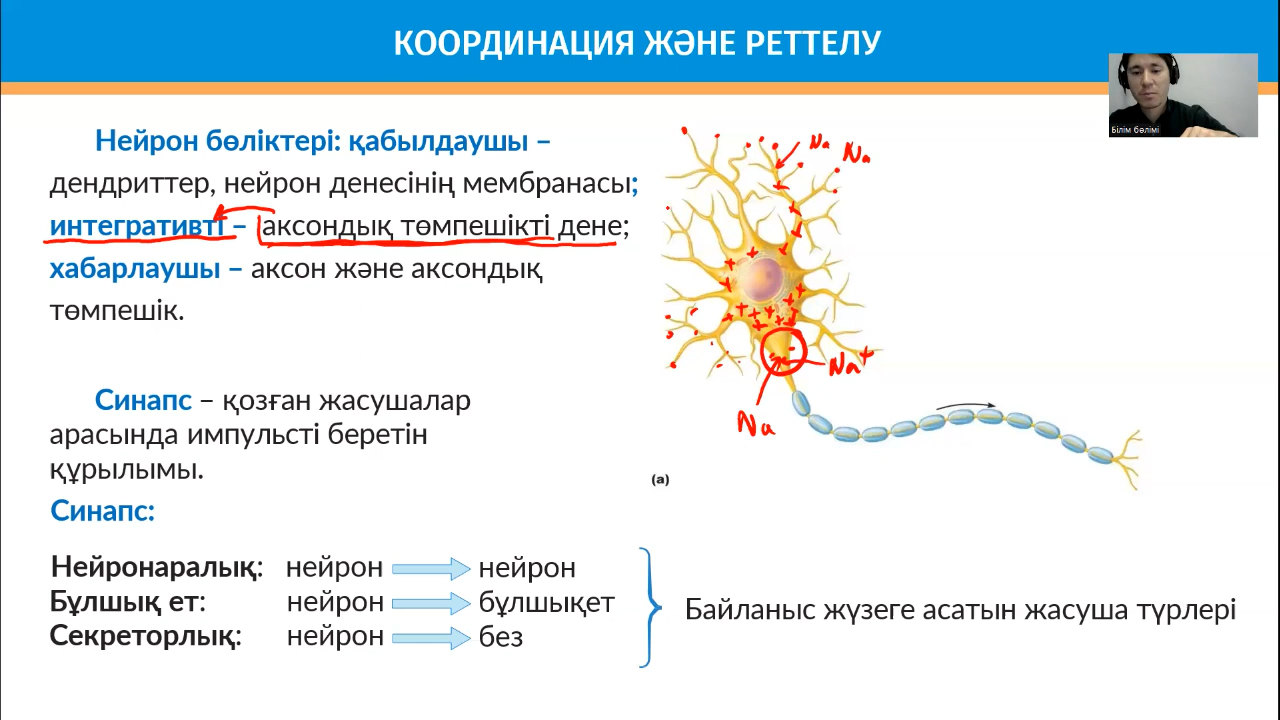 КООРДИНАЦИЯ ЖӘНЕ РЕТТЕЛУ
Білім бөлімі
Нейрон бөліктері: қабылдаушы –
дендриттер, нейрон денесінің мембранасы;
интегративті – аксондық төмпешікті дене;
хабарлаушы – аксон және аксондық
төмпешік.
Na
Na
Na+
Na
(a)
Синапс – қозған жасушалар
арасында импульсті беретін
құрылымы.
Синапс:
Нейронаралық: нейрон нейрон
Бұлшық ет: нейрон бұлшықет
Секреторлық: нейрон без
Байланыс жүзеге асатын жасуша түрлері